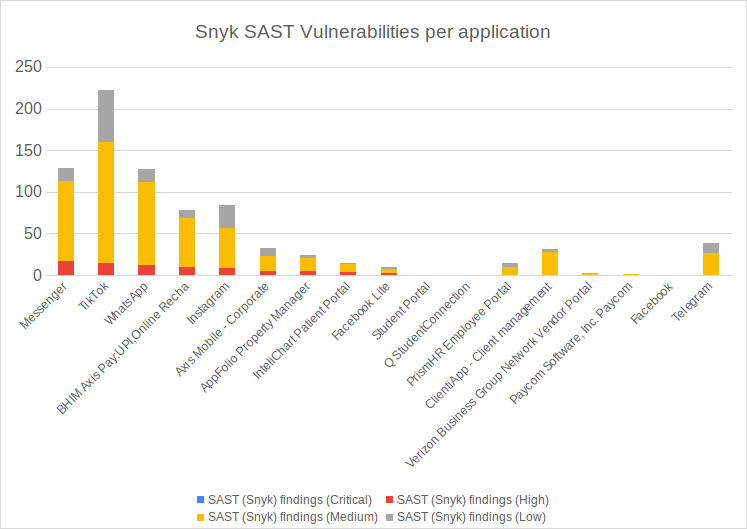 Snyk SAST Vulnerabilities per application
250
200
150
100
50
0
Messenger
TikTok
WhatsApp
BHIM Axis Pay:UPI,Online Recha
Instagram
Axis Mobile - Corporate
AppFolio Property Manager
InteliChart Patient Portal
Facebook Lite
Student Portal
Q StudentConnection
PrismHR Employee Portal
ClientiApp - Client management
Verizon Business Group Network Vendor Portal
Paycom Software, Inc. Paycom
Facebook
Telegram
SAST (Snyk) findings (Critical)
SAST (Snyk) findings (High)
SAST (Snyk) findings (Medium)
SAST (Snyk) findings (Low)